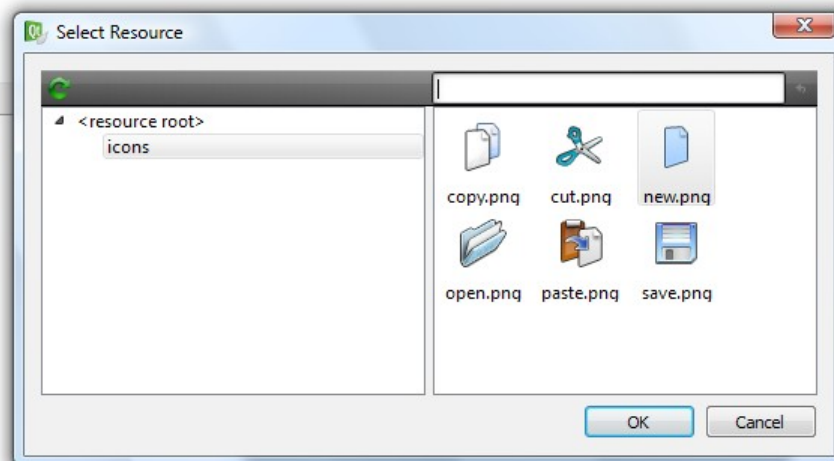 Qt Select Resource
<resource root>
icons
copy.png cut.png new.png
open.png paste.png save.png
OK Cancel